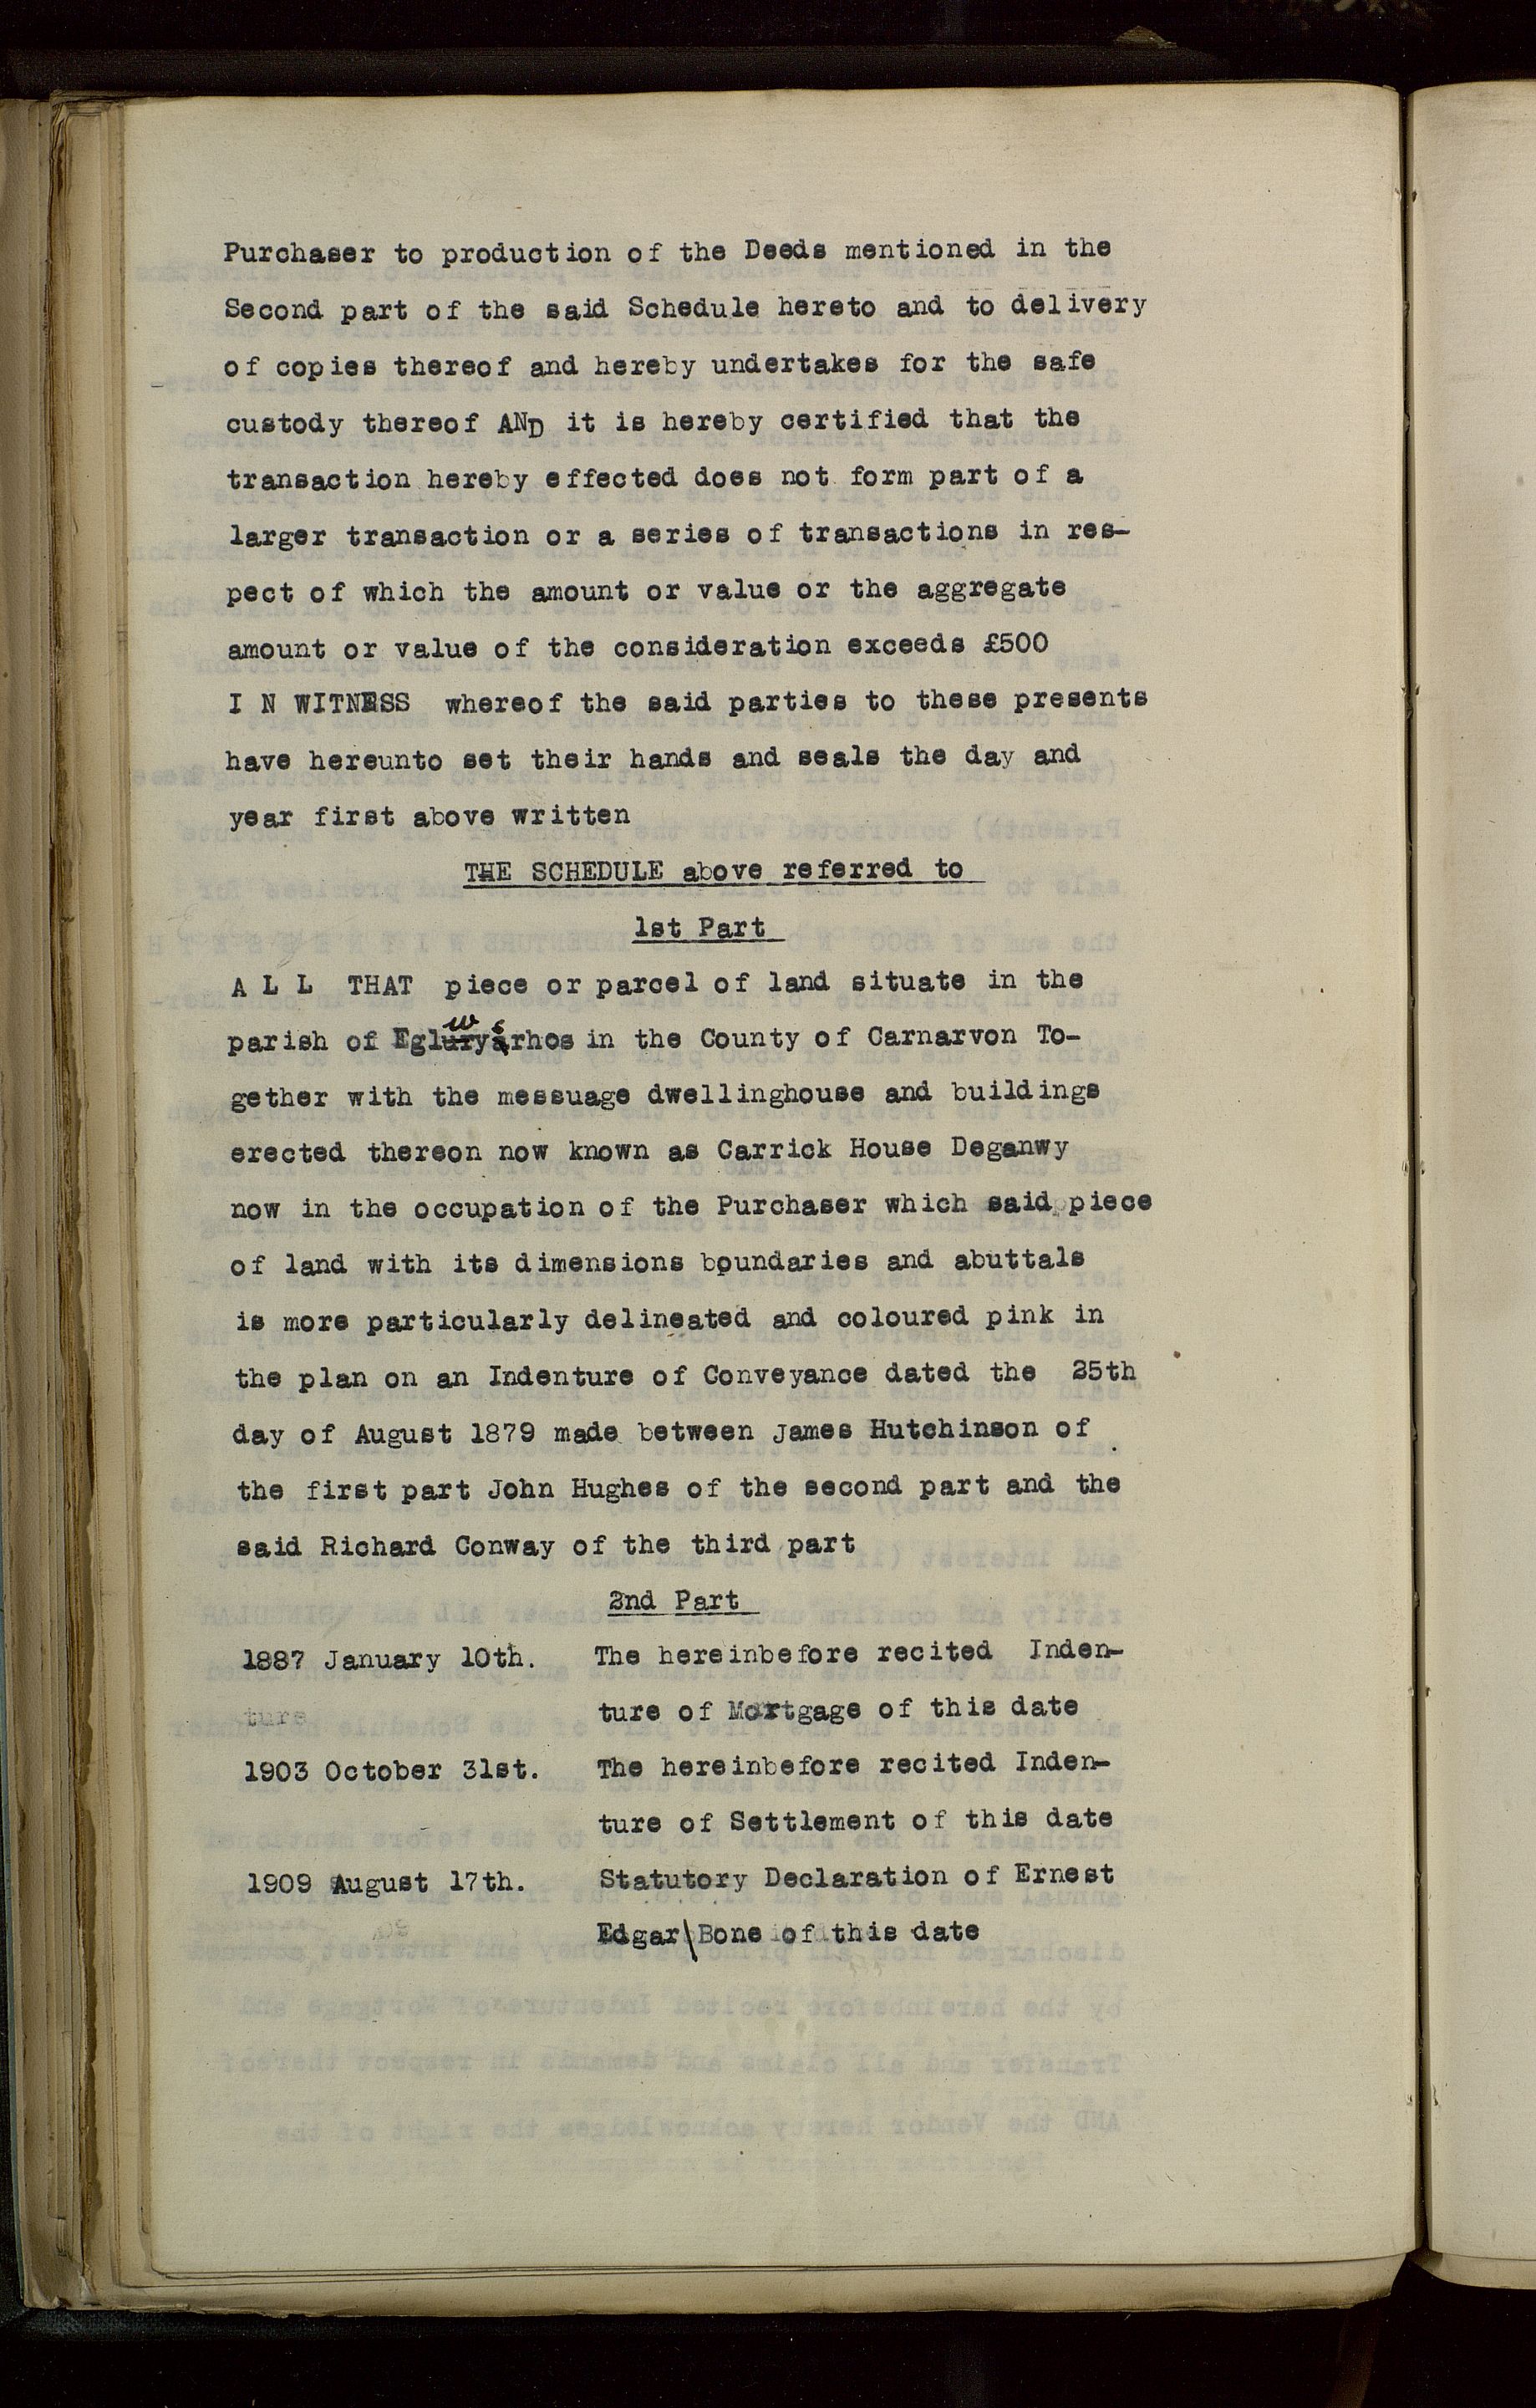 Purchaser to production of the Deeds mentioned in the
Second part of the said Schedule hereto and to delivery
of copies thereof and hereby undertakes for the safe
custody thereof AND it is hereby certified that the
transaction hereby effected does not form part of a
larger transaction or a series of transactions in res-
pect of which the amount or value or the aggregate
amount or value of the consideration exceeds £500
I N WITNESS whereof the said parties to these presents
have hereunto set their hands and seals the day and
year first above written
THE SCHEDULE above referred to
1st Part
A L L THAT piece or parcel of land situate in the
parish of Eglwysrhos in the County of Carnarvon To-
gether with the messuage dwellinghouse and buildings
erected thereon now known as Carrick House Deganwy
now in the occupation of the Purchaser which said piece
of land with its dimensions boundaries and abuttals
is more particularly delineated and coloured pink in
the plan on an Indenture of Conveyance dated the 25th
day of August 1879 made between James Hutchinson of
the first part John Hughes of the second part and the
said Richard Conway of the third part
2nd Part
1887 January 10th. The hereinbefore recited Inden-
ture of Mortgage of this date
1903 October 31st. The hereinbefore recited Inden-
ture of Settlement of this date
1909 August 17th. Statutory Declaration of Ernest
Edgar Bone of this date